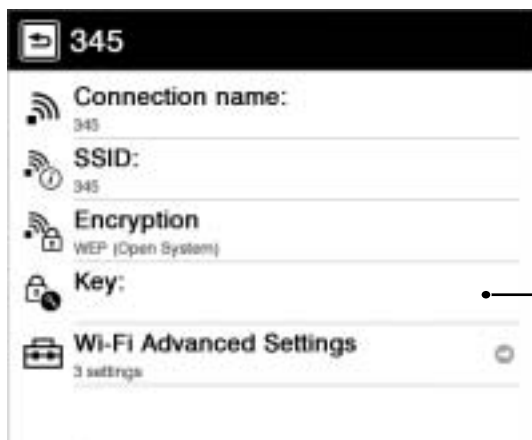 345
Connection name:
345
SSID:
345
Encryption
WEP (Open System)
Key:
Wi-Fi Advanced Settings
3 settings